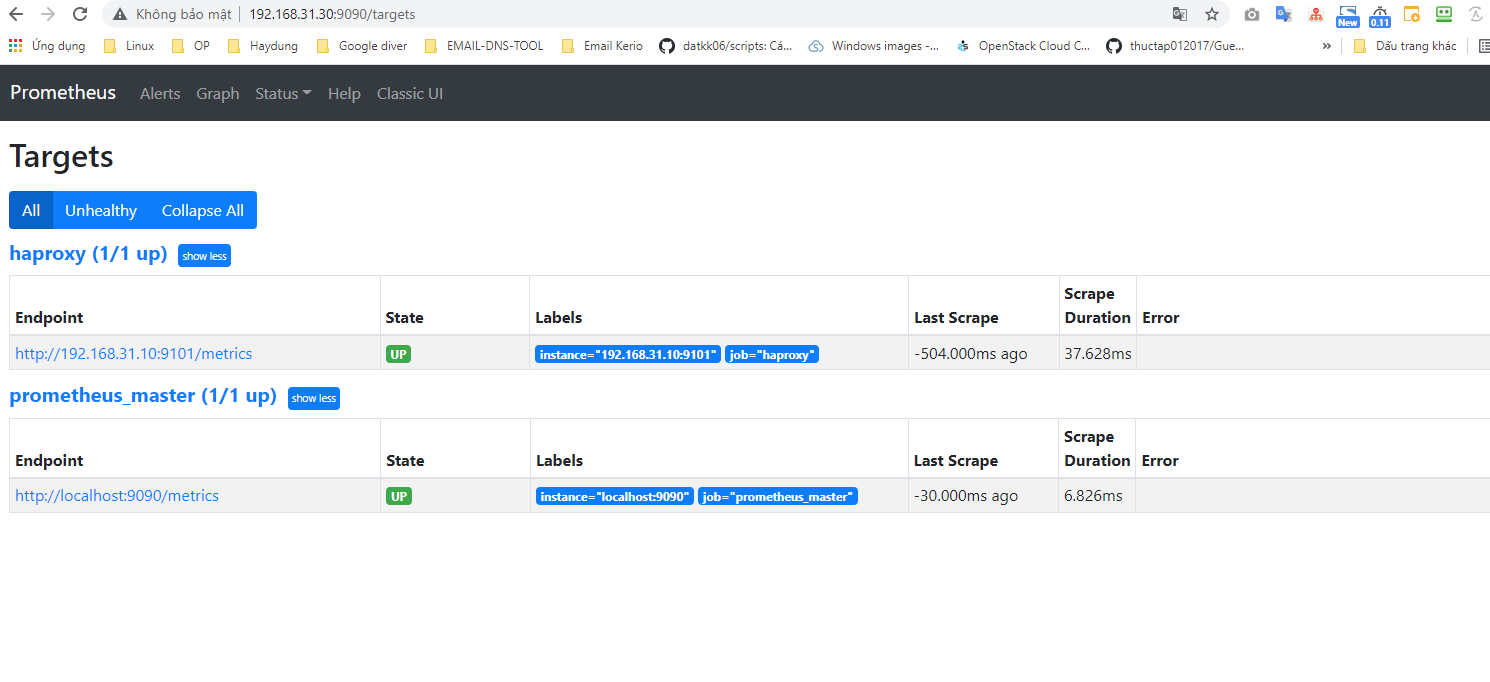 Không bảo mật 192.168.31.30:9090/targets
New 0.11
Ứng dụng Linux OP Haydung Google diver EMAIL-DNS-TOOL Email Kerio datkk06/scripts: Cá... Windows images -... OpenStack Cloud C... thuctap012017/Gue... » Dấu trang khác
Prometheus Alerts Graph Status Help Classic UI
Targets
All Unhealthy Collapse All
haproxy (1/1 up) show less
Endpoint State Labels Last Scrape Scrape Duration Error
http://192.168.31.10:9101/metrics UP instance="192.168.31.10:9101" job="haproxy" -504.000ms ago 37.628ms
prometheus_master (1/1 up) show less
Endpoint State Labels Last Scrape Scrape Duration Error
http://localhost:9090/metrics UP instance="localhost:9090" job="prometheus_master" -30.000ms ago 6.826ms